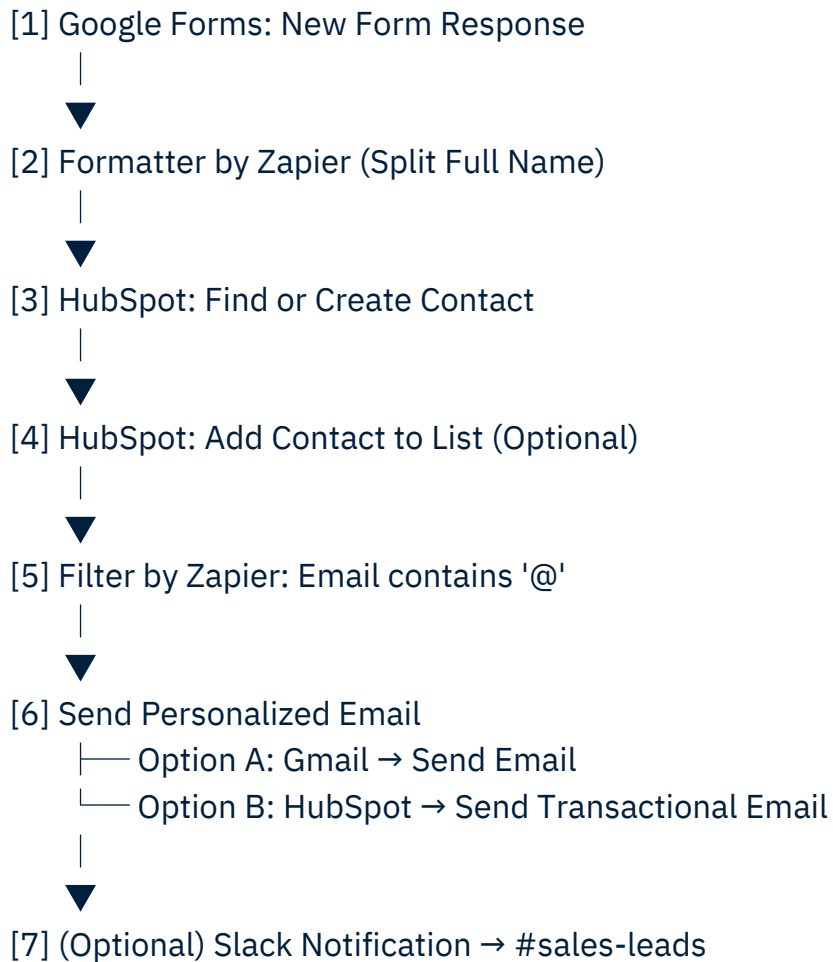 [1] Google Forms: New Form Response
[2] Formatter by Zapier (Split Full Name)
[3] HubSpot: Find or Create Contact
[4] HubSpot: Add Contact to List (Optional)
[5] Filter by Zapier: Email contains '@'
[6] Send Personalized Email
Option A: Gmail → Send Email
Option B: HubSpot → Send Transactional Email
[7] (Optional) Slack Notification → #sales-leads